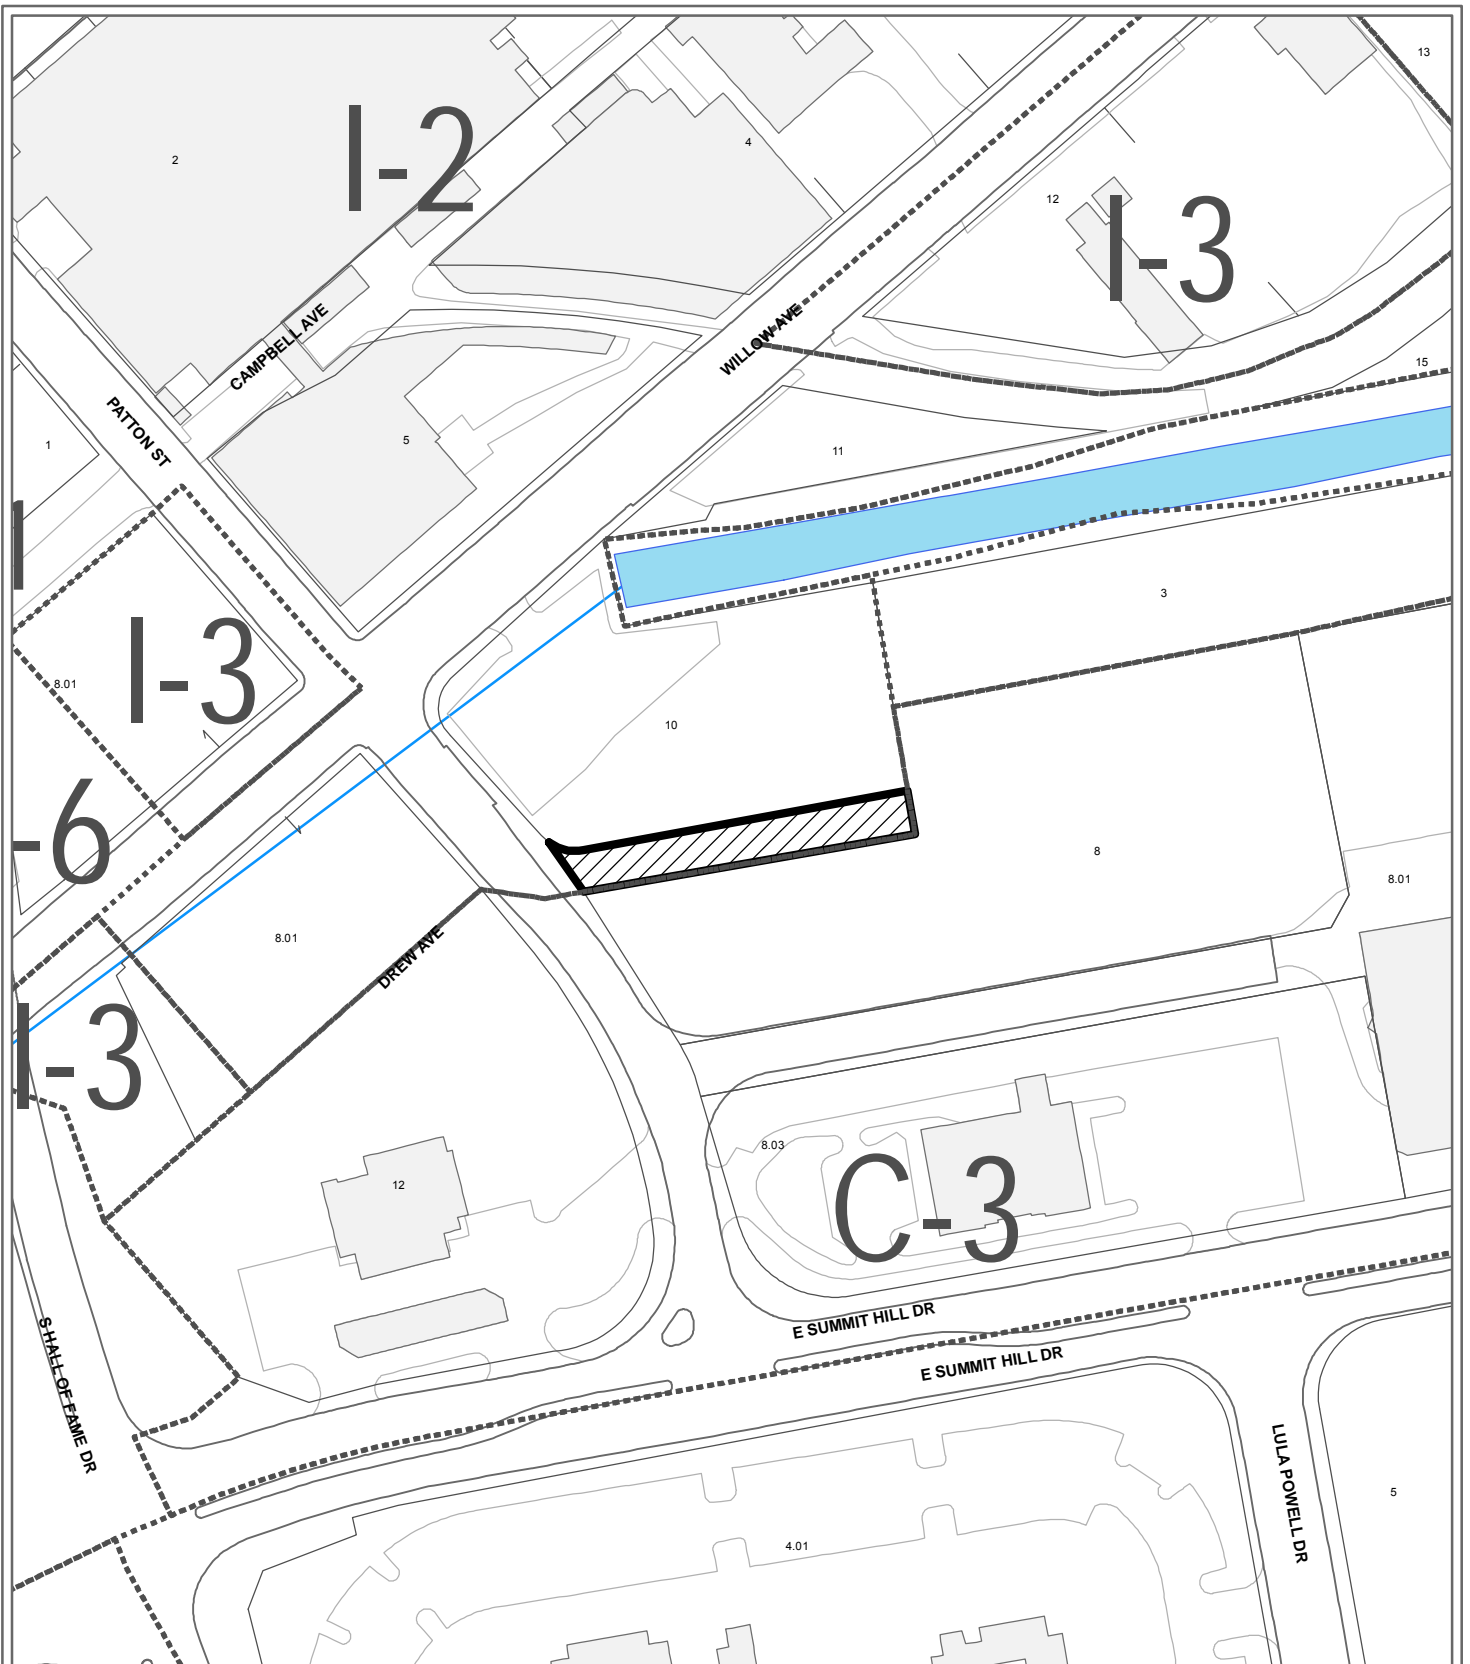 13
2
I-2
4
12
I-3
CAMPBELL AVE
WILLOW AVE
15
PATTON ST
1
5
11
3
I-3
8.01
10
-6
8
8.01
8.01
DREW AVE
I-3
8.03
12
C-3
E SUMMIT HILL DR
E SUMMIT HILL DR
S HALL OF FAME DR
LULA POWELL DR
5
4.01